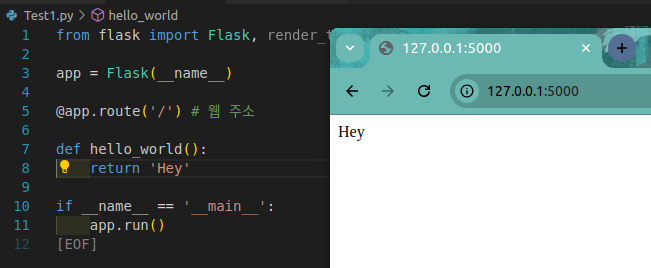 Test1.py > hello_world
1 from flask import Flask,
2
3 app = Flask(__name__)
4
5 @app.route('/') # 웹 주소
6
7 def hello_world():
8 return 'Hey'
9
10 if __name__ == '__main__':
11 app.run()
12 [EOF]
127.0.0.1:5000
127.0.0.1:5000
Hey